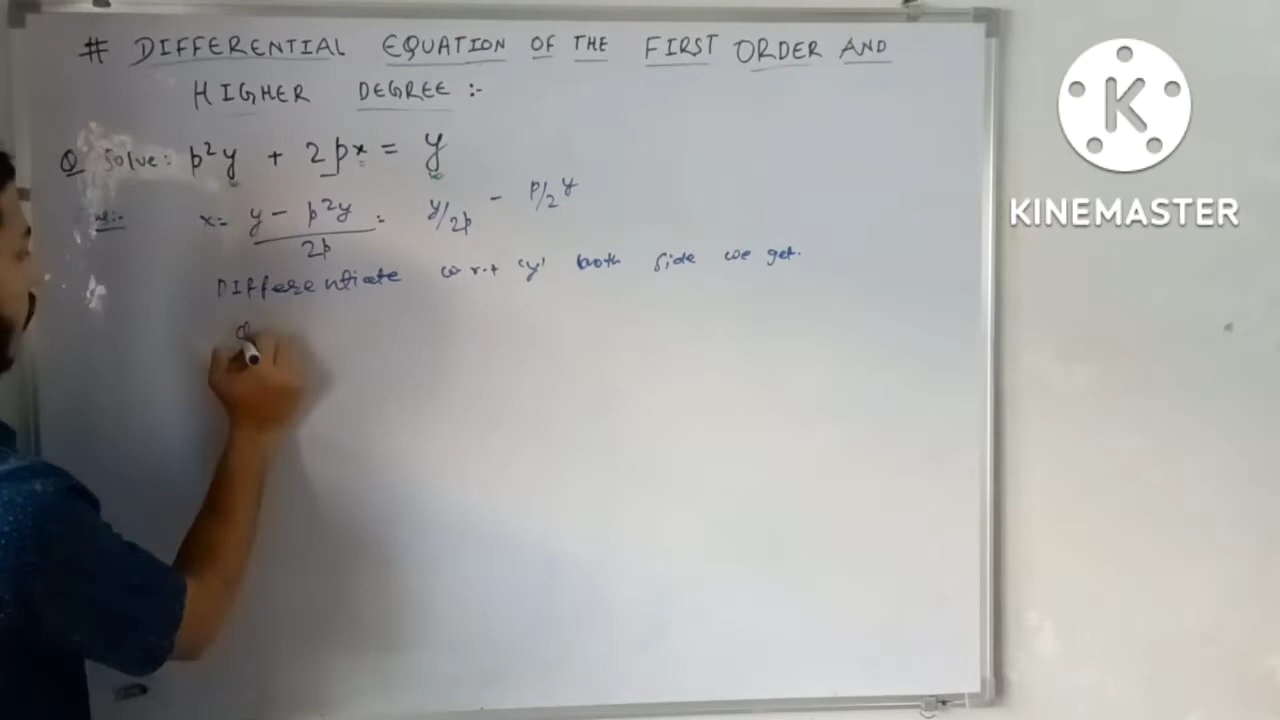 # DIFFERENTIAL EQUATION OF THE FIRST ORDER AND
HIGHER DEGREE :-
Q Solve: p²y + 2px = y
x = y - p²y / 2p = y/2p - p/2 y
Differentiate w.r.t 'y' both side we get.
K
KINEMASTER